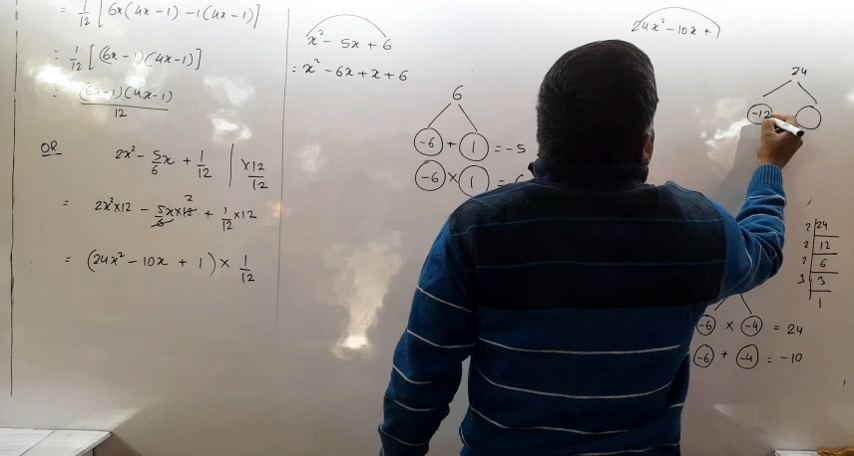 = 1/12 [6x(4x-1) -1(4x-1)]
= 1/12 [(6x-1)(4x-1)]
= (6x-1)(4x-1)/12
OR
2x² - 5/6 x + 1/12 | ×12/12
= 2x²×12 - 5x×12/6 2 + 1/12 ×12
= (24x² - 10x + 1) × 1/12
x² - 5x + 6
= x² - 6x + x + 6
6
-6 + 1 = -5
-6 × 1 =
24x² - 10x + 1
24
-12
2 24
2 12
2 6
3 3
1
-6 × -4 = 24
-6 + -4 = -10